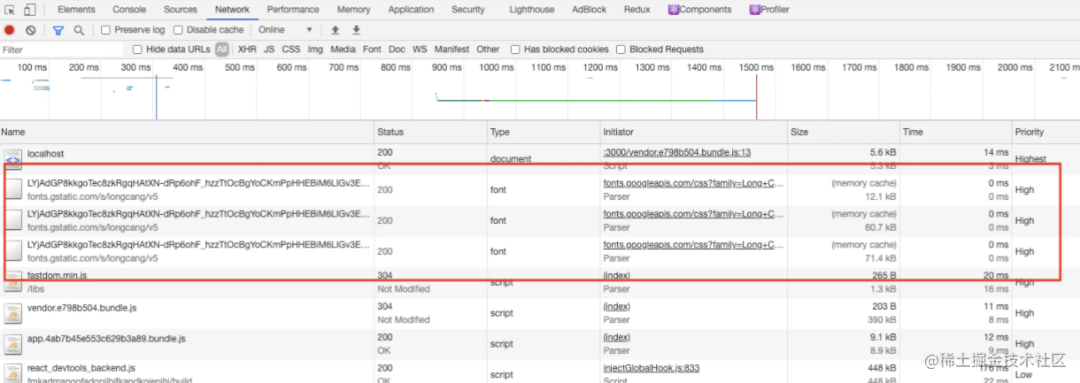 Elements Console Sources Network Performance Memory Application Security Lighthouse AdBlock Redux Components Profiler
Preserve log Disable cache Online
Filter Hide data URLs All XHR JS CSS Img Media Font Doc WS Manifest Other Has blocked cookies Blocked Requests
100 ms 200 ms 300 ms 400 ms 500 ms 600 ms 700 ms 800 ms 900 ms 1000 ms 1100 ms 1200 ms 1300 ms 1400 ms 1500 ms 1600 ms 1700 ms 1800 ms 1900 ms 2000 ms 2100 ms
Name Status Type Initiator Size Time Priority
localhost 200 document :3000/vendor.e798b504.bundle.js:13 5.6 kB 14 ms Highest
OK Script 5.3 kB 3 ms
LYjAdGP8kkgoTec8zkRgqHAtXN-dRp6ohF_hzzTtOcBgYoCKmPpHHEBiM6LIGv3E... 200 font fonts.googleapis.com/css?family=Long+C... (memory cache) 0 ms High
fonts.gstatic.com/s/longcang/v5 Parser 12.1 kB 0 ms
LYjAdGP8kkgoTec8zkRgqHAtXN-dRp6ohF_hzzTtOcBgYoCKmPpHHEBiM6LIGv3E... 200 font fonts.googleapis.com/css?family=Long+C... (memory cache) 0 ms High
fonts.gstatic.com/s/longcang/v5 Parser 60.7 kB 0 ms
LYjAdGP8kkgoTec8zkRgqHAtXN-dRp6ohF_hzzTtOcBgYoCKmPpHHEBiM6LIGv3E... 200 font fonts.googleapis.com/css?family=Long+C... (memory cache) 0 ms High
fonts.gstatic.com/s/longcang/v5 Parser 71.4 kB 0 ms
fastdom.min.js 304 script (index) 265 B 20 ms High
/libs Not Modified Parser 1.3 kB 16 ms
vendor.e798b504.bundle.js 304 script (index) 203 B 11 ms High
Not Modified Parser 390 kB 8 ms
app.4ab7b45e553c629b3a89.bundle.js 200 script (index) 9.1 kB 12 ms High
OK Parser 8.9 kB 9 ms
react_devtools_backend.js 200 script injectGlobalHook.js:833 448 kB 176 ms Low
OK Script 448 kB
@稀土掘金技术社区